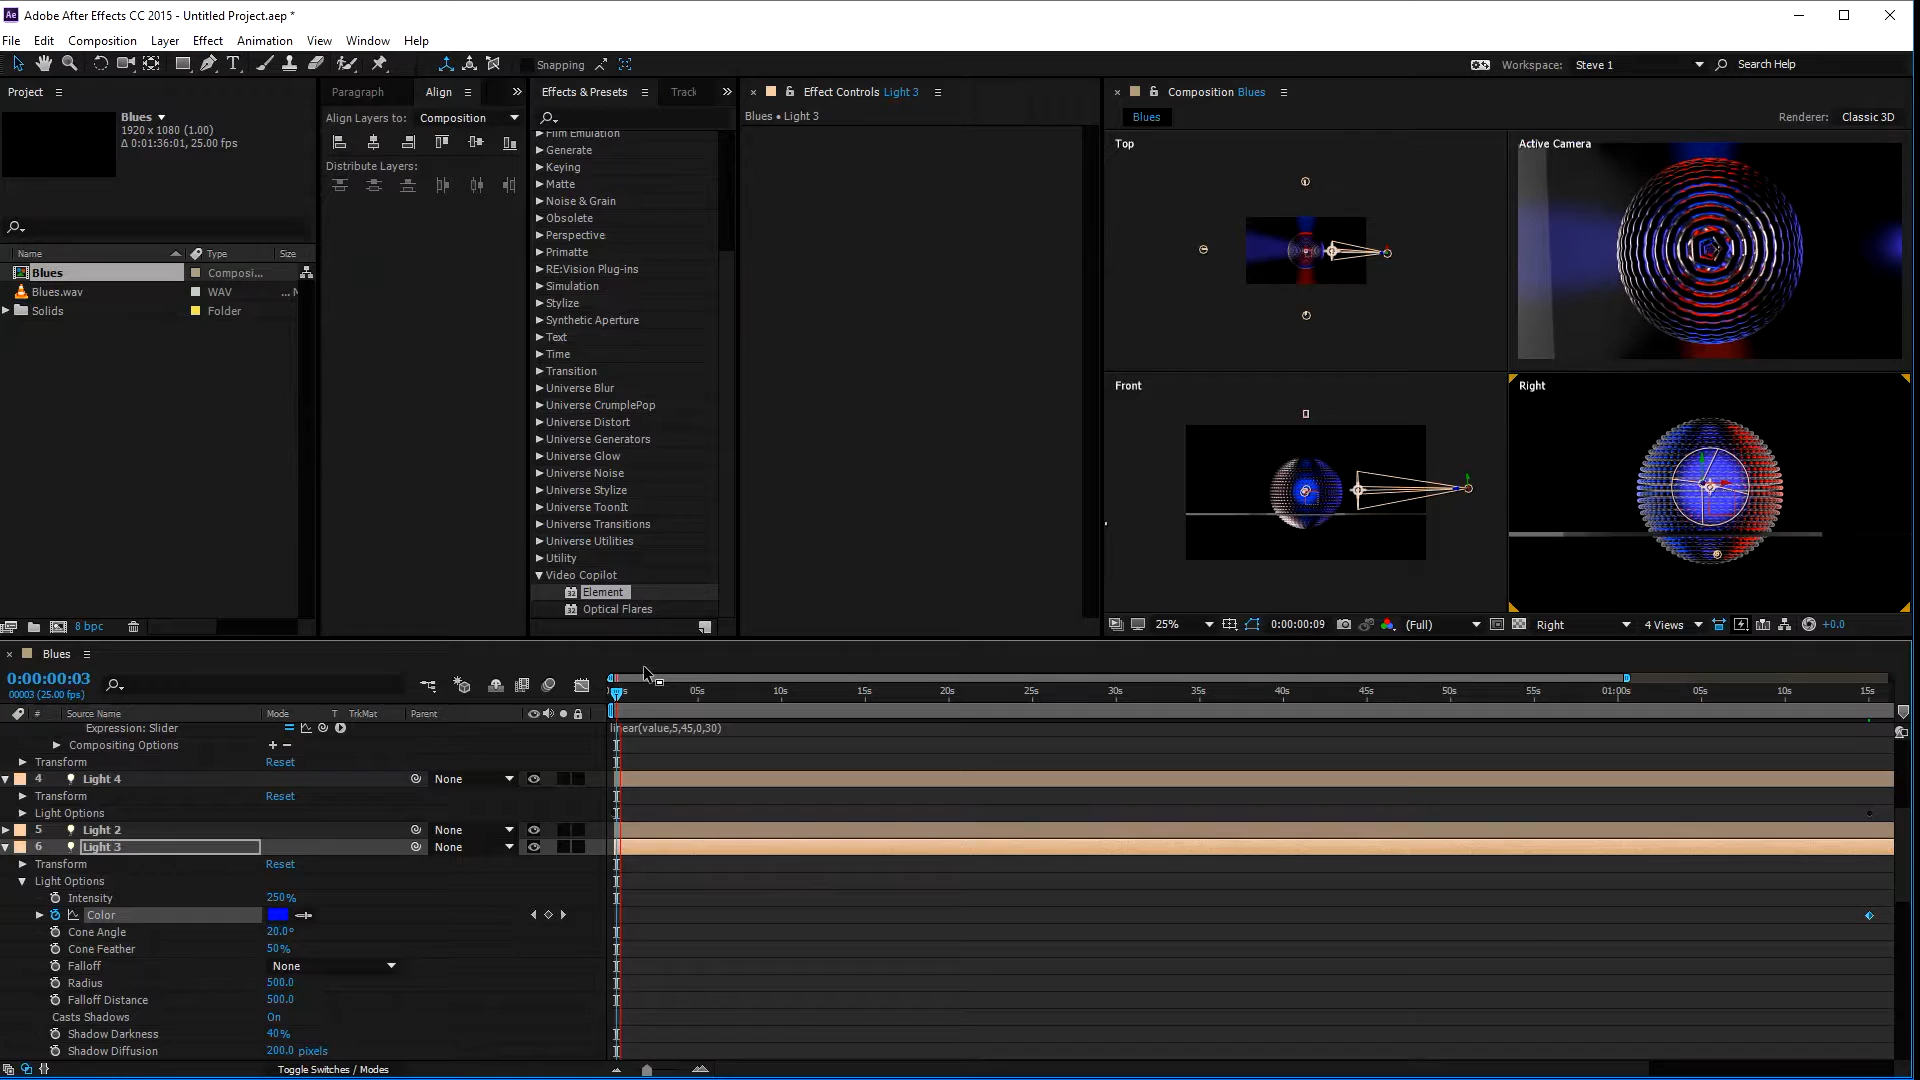 Adobe After Effects CC 2015 - Untitled Project.aep *
File Edit Composition Layer Effect Animation View Window Help
Snapping
Workspace: Steve 1
Search Help
Project
Blues
1920 x 1080 (1.00)
Δ 0:01:36:01, 25.00 fps
Name Type Size
Blues Composi...
Blues.wav WAV
Solids Folder
8 bpc
Paragraph Align
Align Layers to: Composition
Distribute Layers:
Effects & Presets Track
Film Emulation
Generate
Keying
Matte
Noise & Grain
Obsolete
Perspective
Primatte
RE:Vision Plug-ins
Simulation
Stylize
Synthetic Aperture
Text
Time
Transition
Universe Blur
Universe CrumplePop
Universe Distort
Universe Generators
Universe Glow
Universe Noise
Universe Stylize
Universe ToonIt
Universe Transitions
Universe Utilities
Utility
Video Copilot
Element
Optical Flares
Effect Controls Light 3
Blues • Light 3
Composition Blues
Blues
Renderer: Classic 3D
Top
Active Camera
Front
Right
25% 0:00:00:09 (Full) Right 4 Views +0.0
Blues
0:00:00:03
00003 (25.00 fps)
05s 10s 15s 20s 25s 30s 35s 40s 45s 50s 55s 01:00s 05s 10s 15s
# Source Name Mode T TrkMat Parent
Expression: Slider linear(value,5,45,0,30)
Compositing Options + −
Transform Reset
4 Light 4 None
Transform Reset
Light Options
5 Light 2 None
6 Light 3 None
Transform Reset
Light Options
Intensity 250%
Color
Cone Angle 20.0°
Cone Feather 50%
Falloff None
Radius 500.0
Falloff Distance 500.0
Casts Shadows On
Shadow Darkness 40%
Shadow Diffusion 200.0 pixels
Toggle Switches / Modes